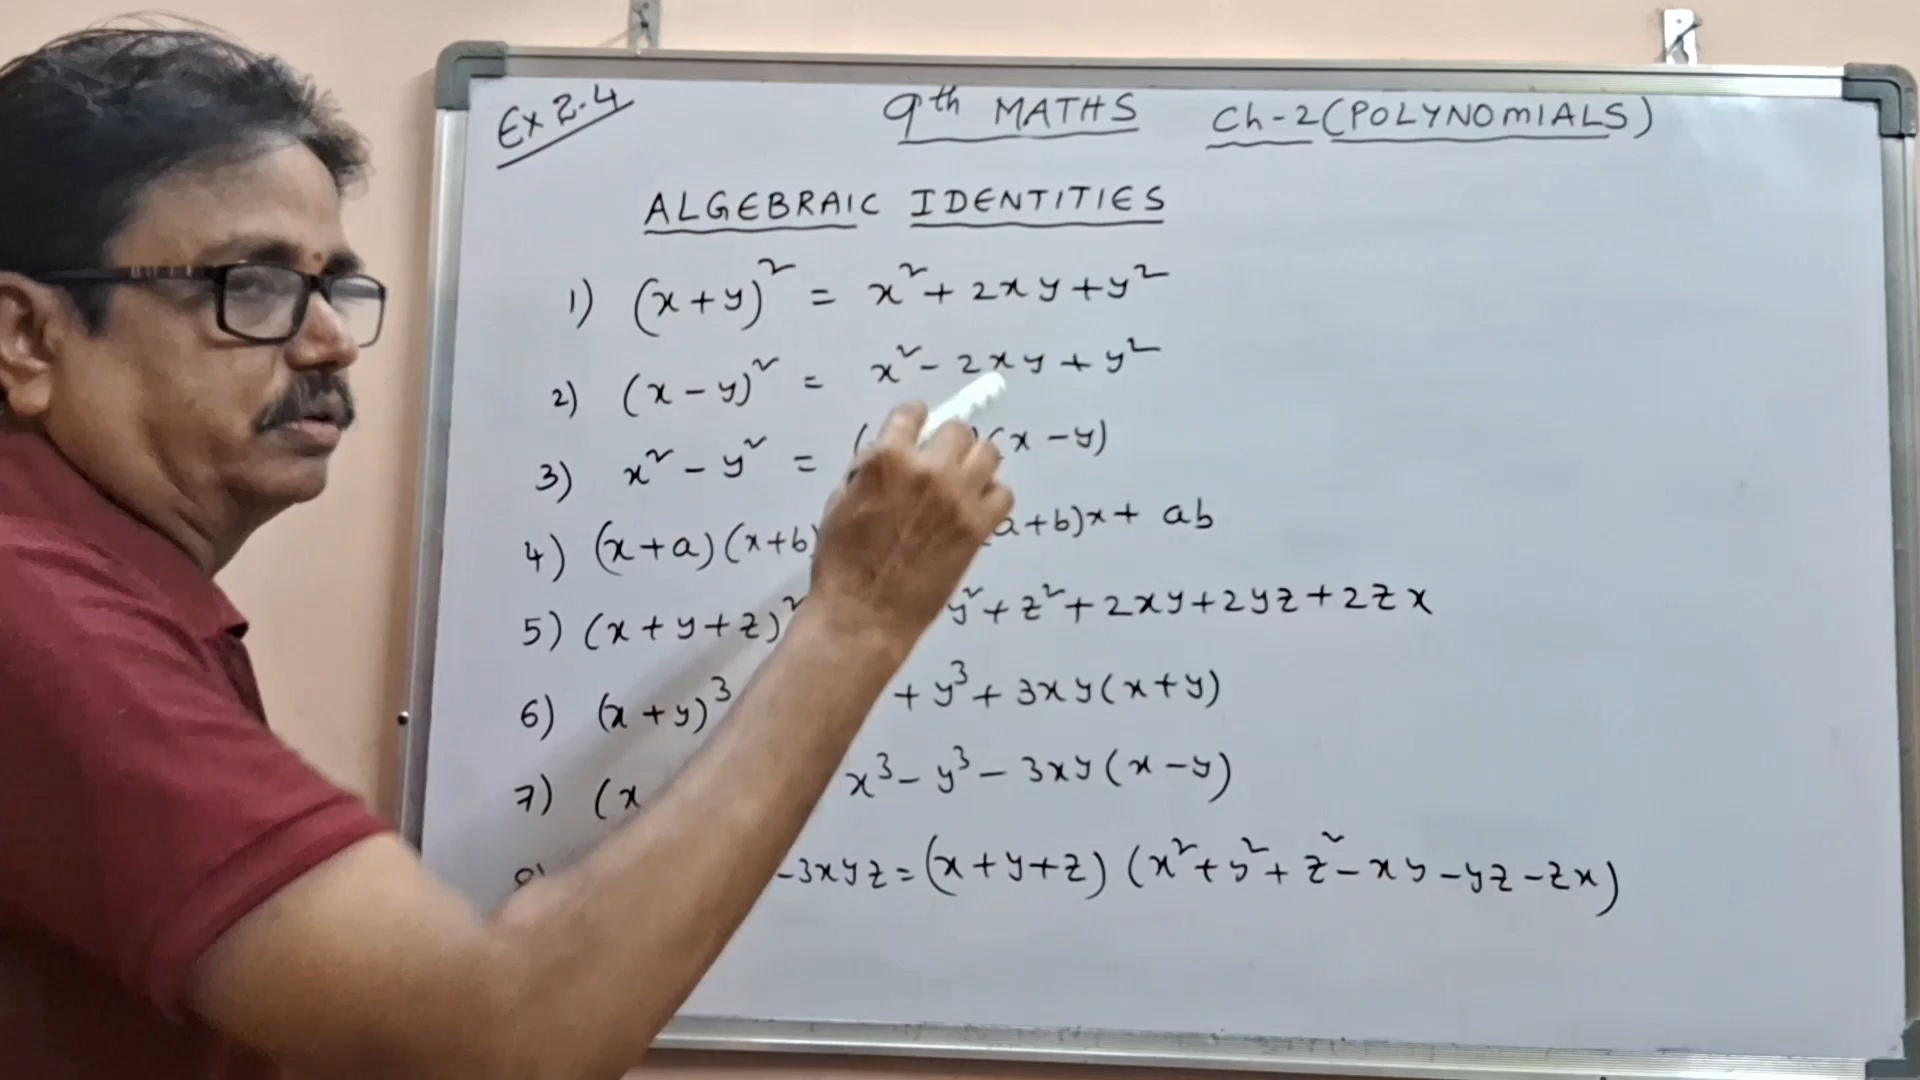 Ex 2.4
9th MATHS Ch-2 (POLYNOMIALS)
ALGEBRAIC IDENTITIES
1) (x+y)² = x² + 2xy + y²
2) (x-y)² = x² - 2xy + y²
3) x² - y² = ( )(x-y)
4) (x+a)(x+b) (a+b)x + ab
5) (x+y+z)² y² + z² + 2xy + 2yz + 2zx
6) (x+y)³ + y³ + 3xy(x+y)
7) (x x³ - y³ - 3xy(x-y)
8) -3xyz = (x+y+z) (x² + y² + z² - xy - yz - zx)